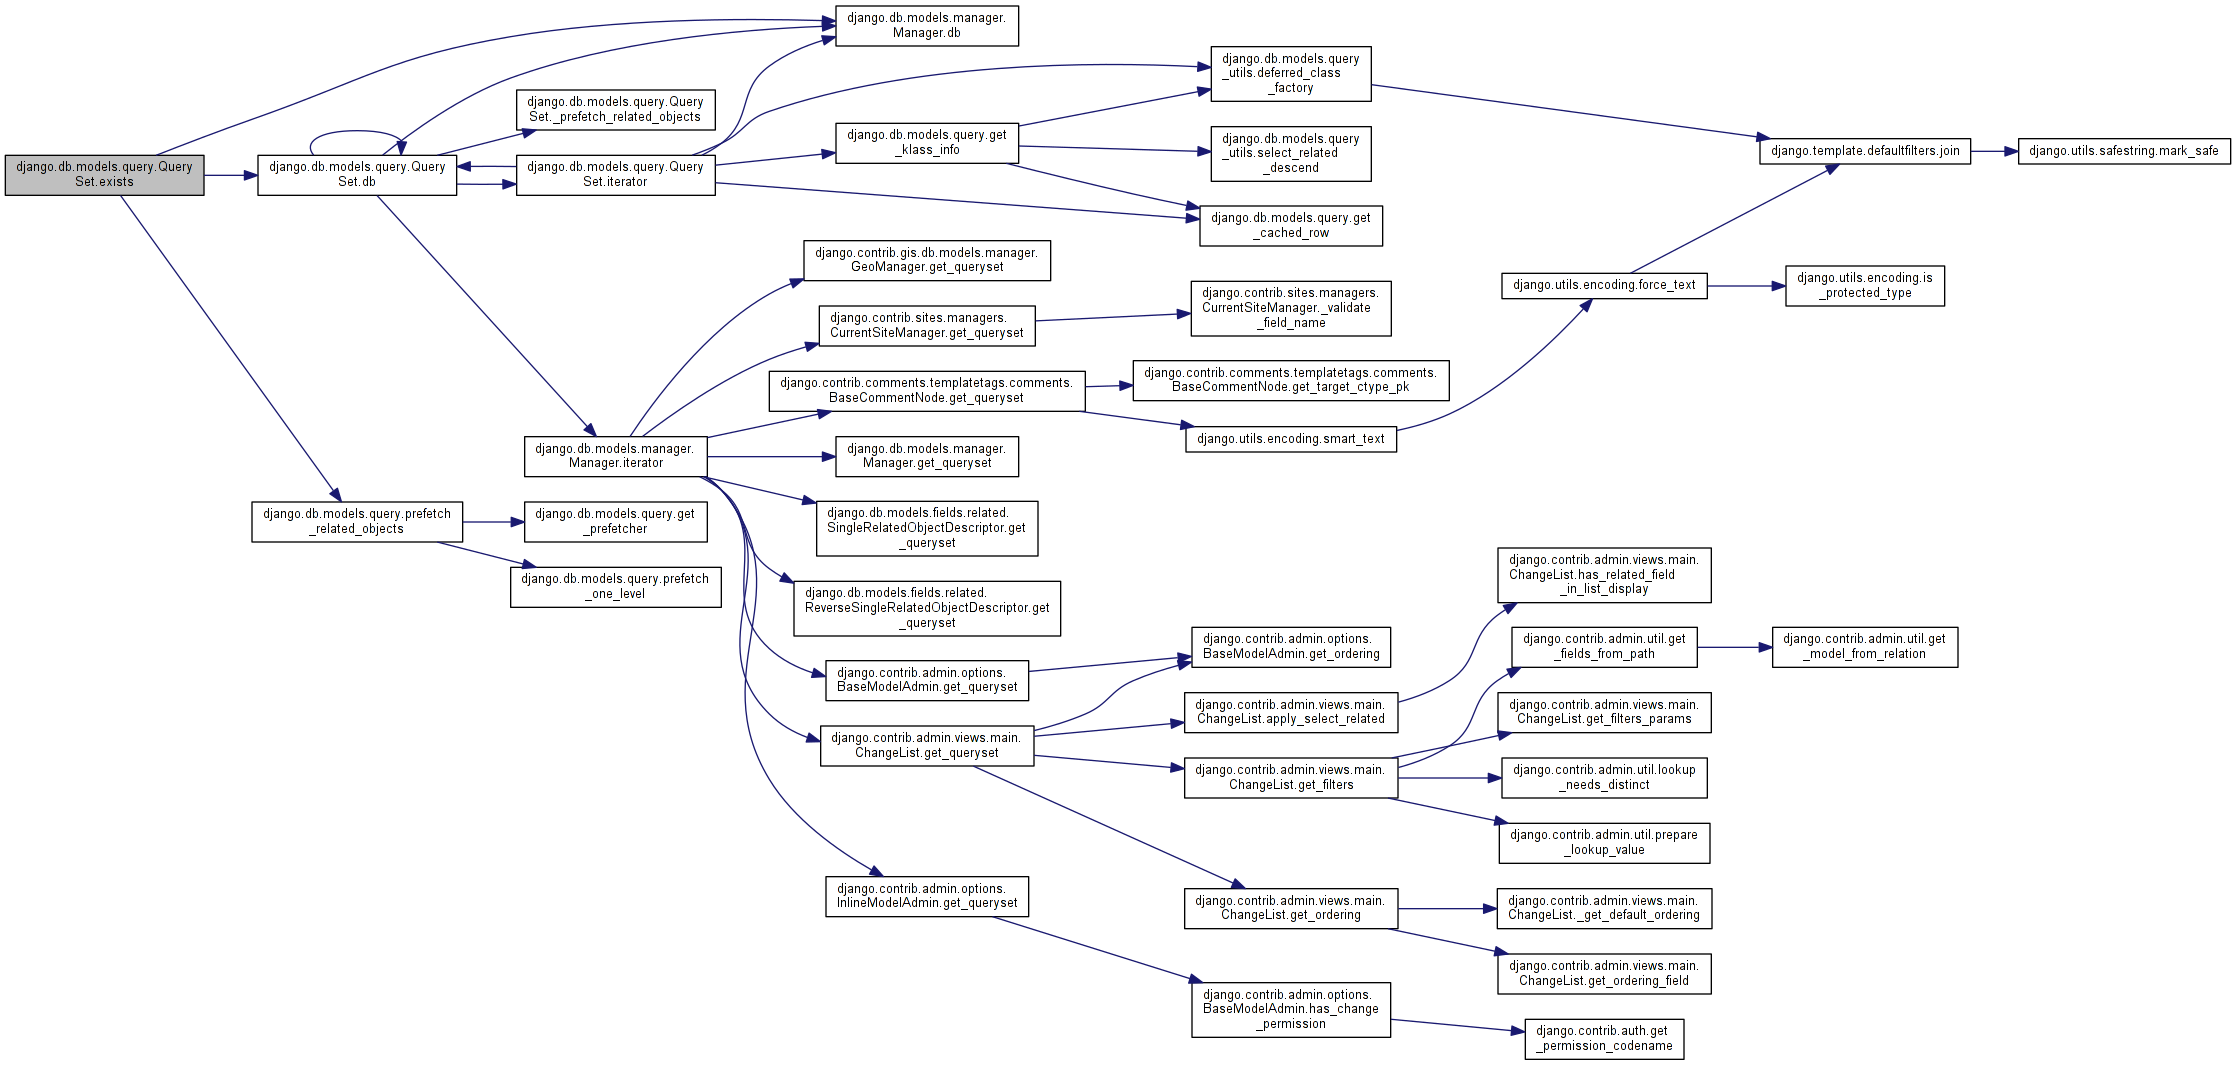 django.db.models.query.Query
Set.exists
django.db.models.query.Query
Set.db
django.db.models.query.prefetch
_related_objects
django.db.models.query.Query
Set._prefetch_related_objects
django.db.models.query.Query
Set.iterator
django.db.models.manager.
Manager.iterator
django.db.models.query.get
_prefetcher
django.db.models.query.prefetch
_one_level
django.db.models.manager.
Manager.db
django.db.models.query.get
_klass_info
django.contrib.gis.db.models.manager.
GeoManager.get_queryset
django.contrib.sites.managers.
CurrentSiteManager.get_queryset
django.contrib.comments.templatetags.comments.
BaseCommentNode.get_queryset
django.db.models.manager.
Manager.get_queryset
django.db.models.fields.related.
SingleRelatedObjectDescriptor.get
_queryset
django.db.models.fields.related.
ReverseSingleRelatedObjectDescriptor.get
_queryset
django.contrib.admin.options.
BaseModelAdmin.get_queryset
django.contrib.admin.views.main.
ChangeList.get_queryset
django.contrib.admin.options.
InlineModelAdmin.get_queryset
django.db.models.query
_utils.deferred_class
_factory
django.db.models.query
_utils.select_related
_descend
django.db.models.query.get
_cached_row
django.contrib.sites.managers.
CurrentSiteManager._validate
_field_name
django.contrib.comments.templatetags.comments.
BaseCommentNode.get_target_ctype_pk
django.utils.encoding.smart_text
django.contrib.admin.options.
BaseModelAdmin.get_ordering
django.contrib.admin.views.main.
ChangeList.apply_select_related
django.contrib.admin.views.main.
ChangeList.get_filters
django.contrib.admin.views.main.
ChangeList.get_ordering
django.contrib.admin.options.
BaseModelAdmin.has_change
_permission
django.utils.encoding.force_text
django.contrib.admin.views.main.
ChangeList.has_related_field
_in_list_display
django.contrib.admin.util.get
_fields_from_path
django.contrib.admin.views.main.
ChangeList.get_filters_params
django.contrib.admin.util.lookup
_needs_distinct
django.contrib.admin.util.prepare
_lookup_value
django.contrib.admin.views.main.
ChangeList._get_default_ordering
django.contrib.admin.views.main.
ChangeList.get_ordering_field
django.contrib.auth.get
_permission_codename
django.template.defaultfilters.join
django.utils.encoding.is
_protected_type
django.contrib.admin.util.get
_model_from_relation
django.utils.safestring.mark_safe